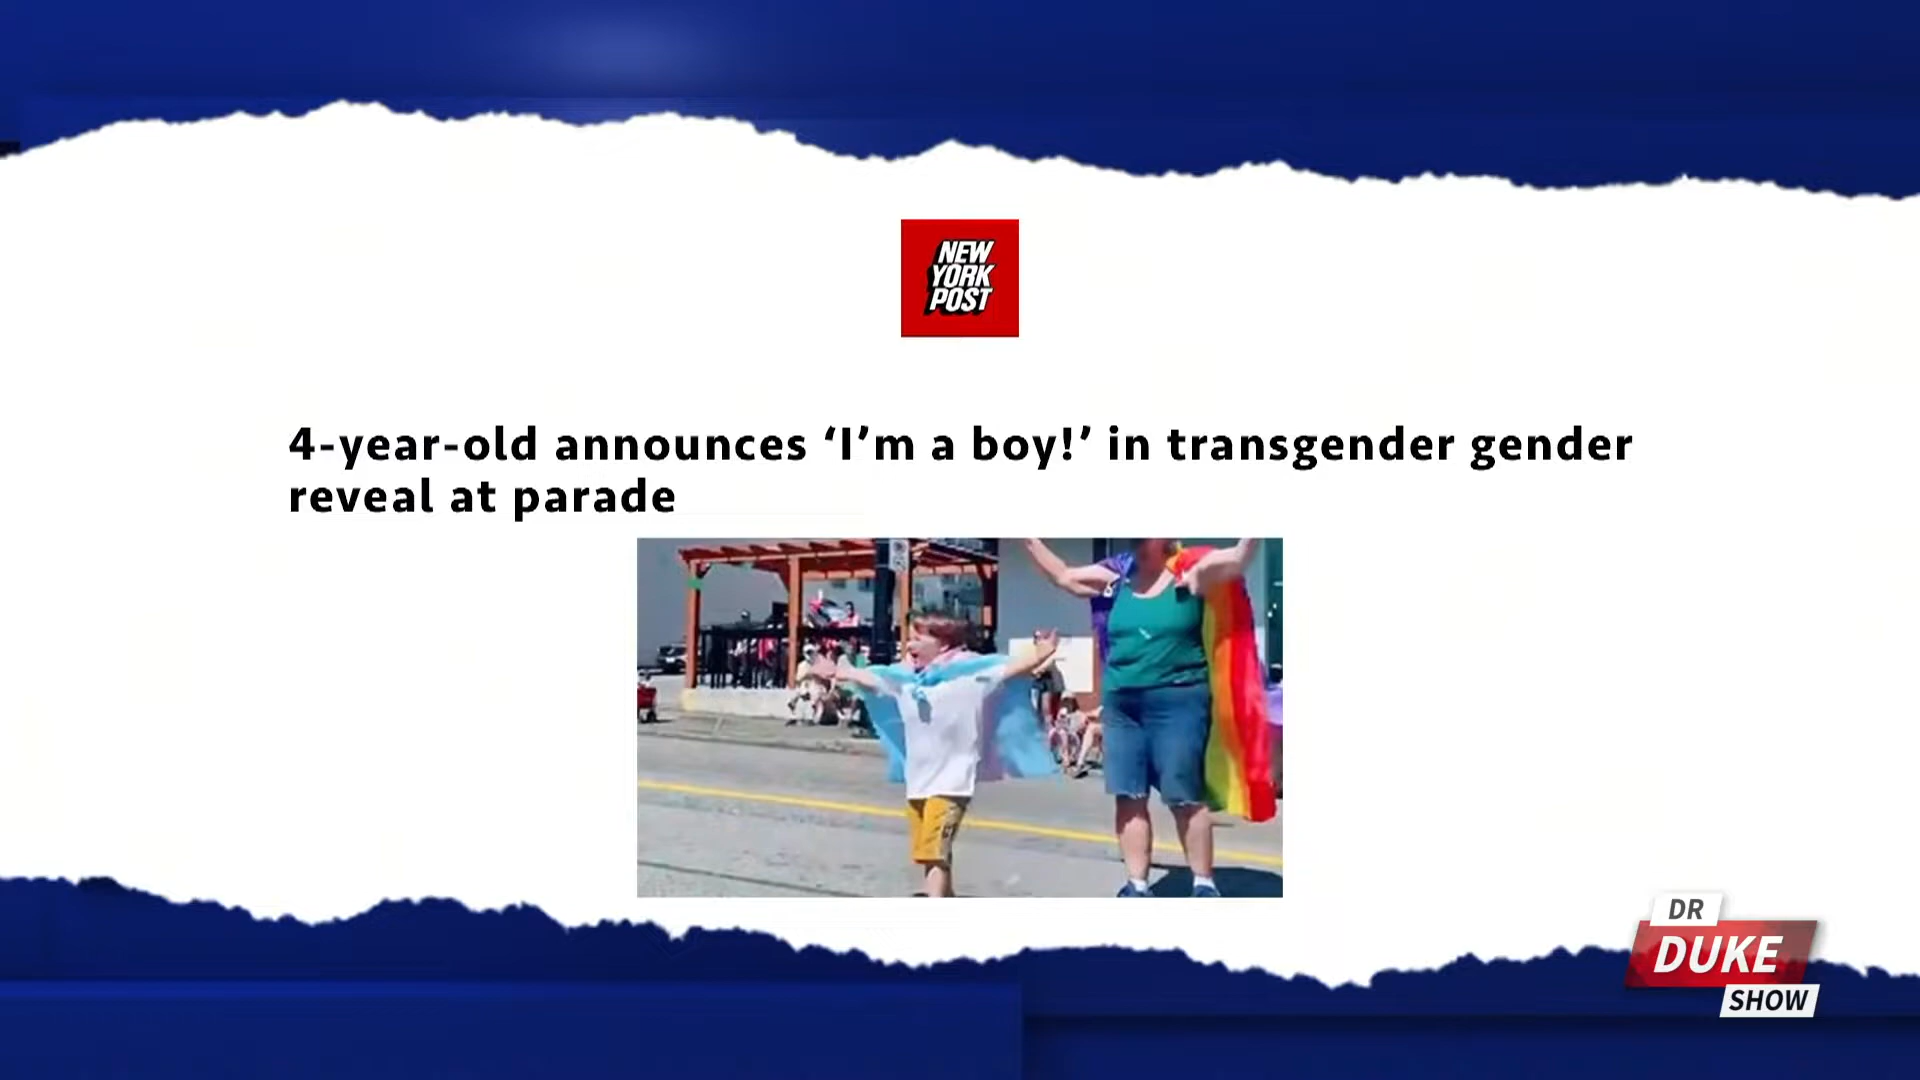 NEW
YORK
POST
4-year-old announces ‘I’m a boy!’ in transgender gender
reveal at parade
DR
DUKE
SHOW